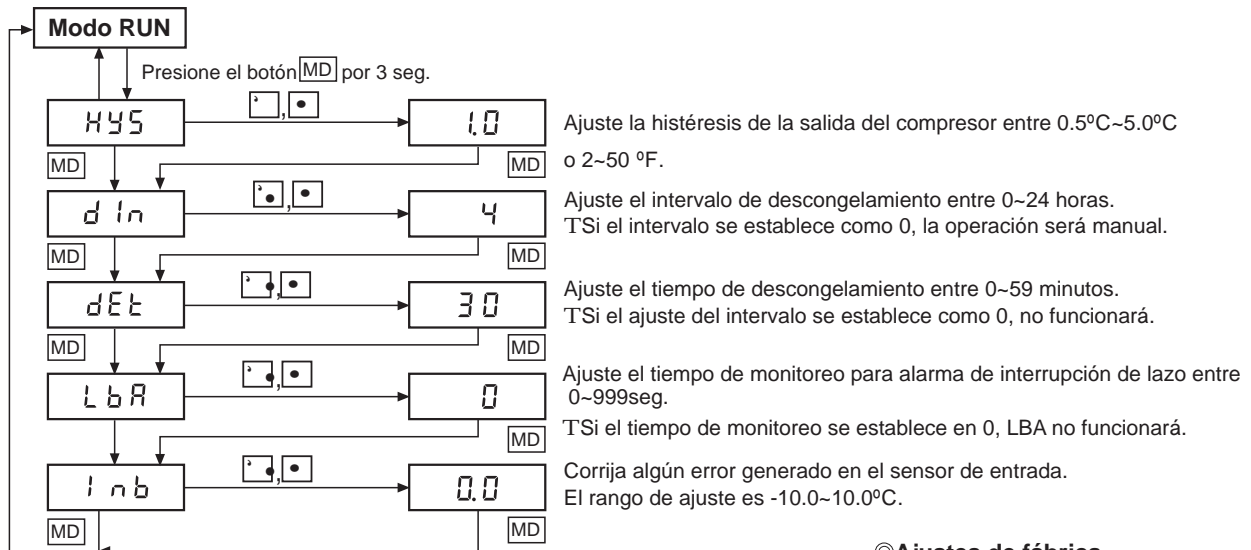 Modo RUN
Presione el botón MD por 3 seg.
HYS
1.0
Ajuste la histéresis de la salida del compresor entre 0.5ºC~5.0ºC
MD
MD
o 2~50 ºF.
dIn
4
Ajuste el intervalo de descongelamiento entre 0~24 horas.
TSi el intervalo se establece como 0, la operación será manual.
MD
MD
dEt
30
Ajuste el tiempo de descongelamiento entre 0~59 minutos.
TSi el ajuste del intervalo se establece como 0, no funcionará.
MD
MD
LbA
0
Ajuste el tiempo de monitoreo para alarma de interrupción de lazo entre
0~999seg.
MD
MD
TSi el tiempo de monitoreo se establece en 0, LBA no funcionará.
Inb
0.0
Corrija algún error generado en el sensor de entrada.
El rango de ajuste es -10.0~10.0ºC.
MD
MD
◎Ajustes de fábrica